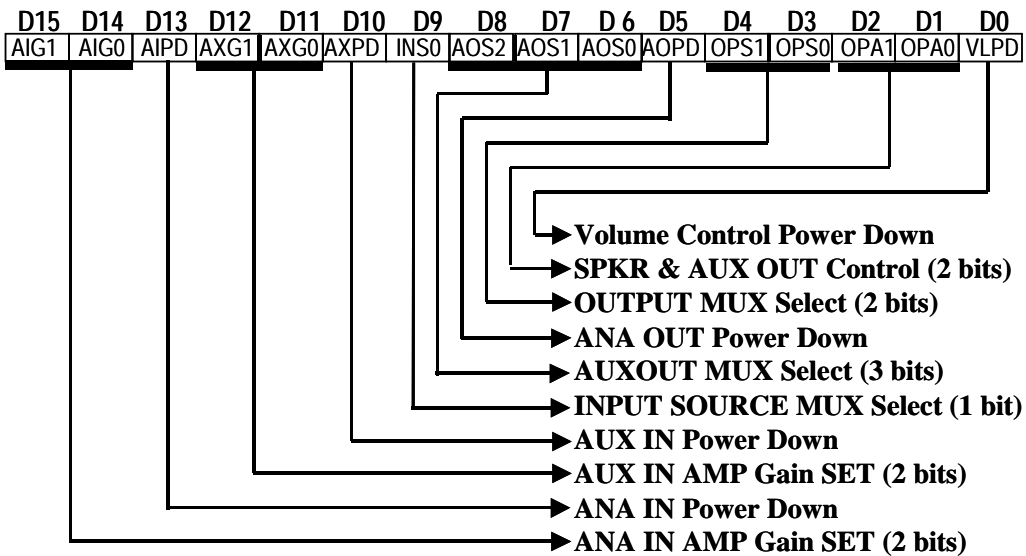 D15 D14 D13 D12 D11 D10 D9 D8 D7 D 6 D5 D4 D3 D2 D1 D0
AIG1 AIG0 AIPD AXG1 AXG0 AXPD INS0 AOS2 AOS1 AOS0 AOPD OPS1 OPS0 OPA1 OPA0 VLPD
Volume Control Power Down
SPKR & AUX OUT Control (2 bits)
OUTPUT MUX Select (2 bits)
ANA OUT Power Down
AUXOUT MUX Select (3 bits)
INPUT SOURCE MUX Select (1 bit)
AUX IN Power Down
AUX IN AMP Gain SET (2 bits)
ANA IN Power Down
ANA IN AMP Gain SET (2 bits)